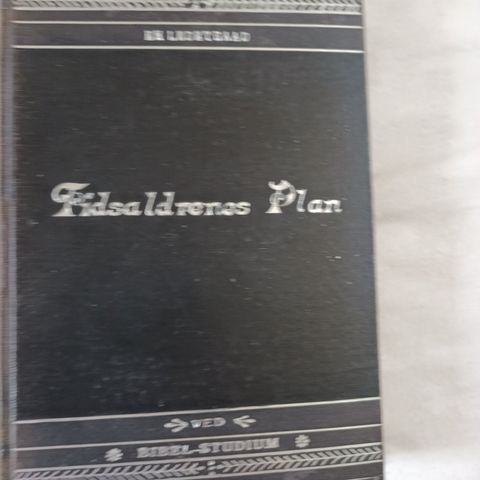 Tidsaldrenes Plan
VED
BIBEL-STUDIUM